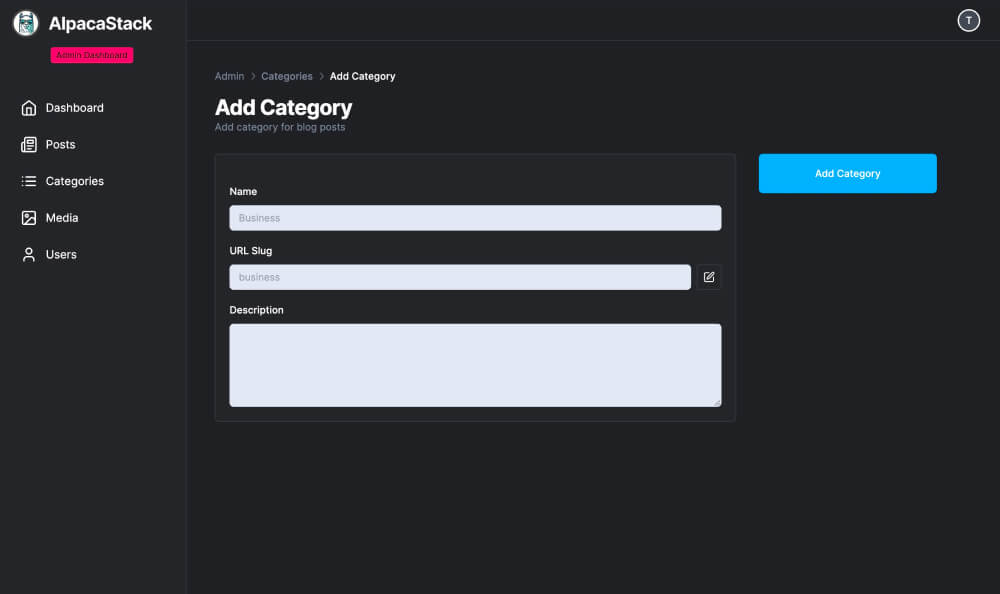 AlpacaStack
Admin Dashboard
Dashboard
Posts
Categories
Media
Users
T
Admin > Categories > Add Category
Add Category
Add category for blog posts
Name
Business
URL Slug
business
Description
Add Category